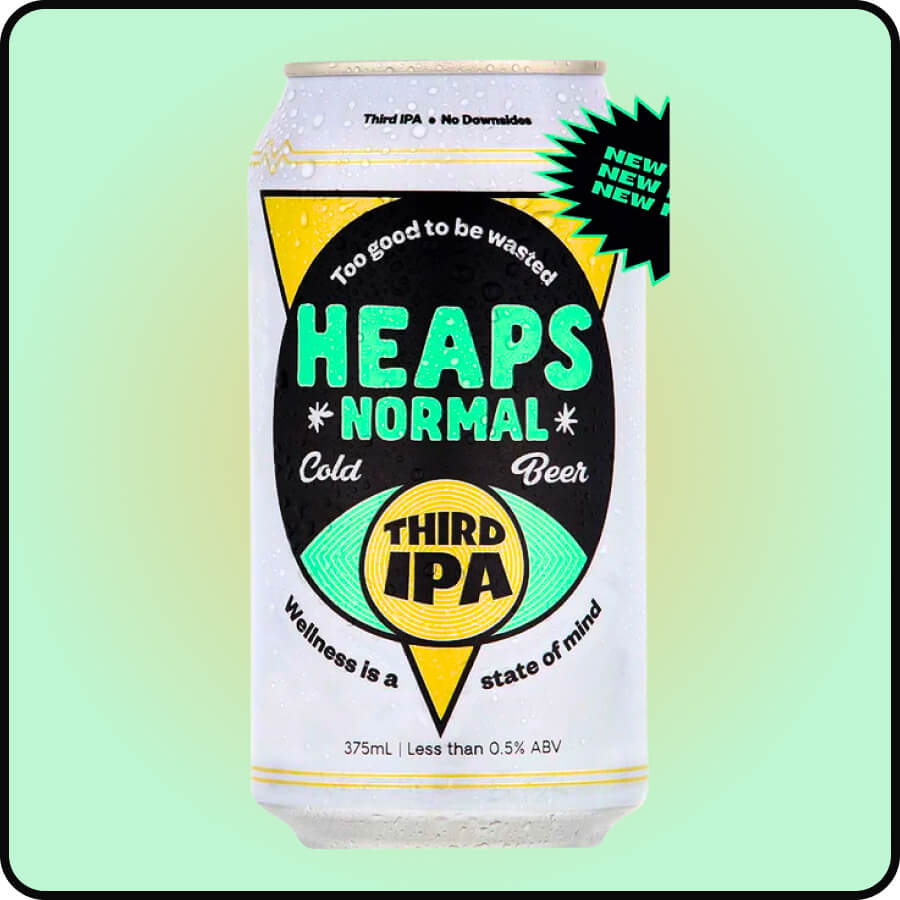 Third IPA • No Downsides
NEW
NEW
NEW
Too good to be wasted
HEAPS
*NORMAL*
Cold Beer
THIRD
IPA
Wellness is a state of mind
375mL | Less than 0.5% ABV